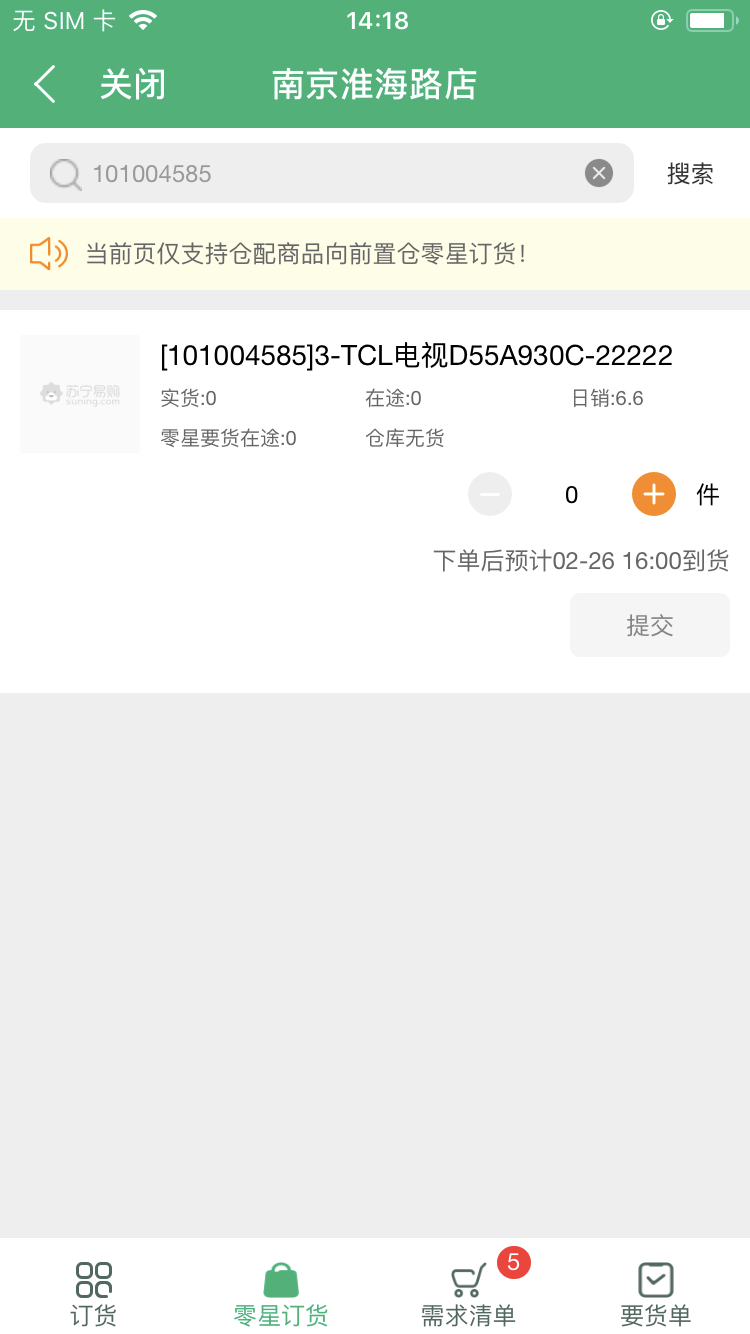 无 SIM 卡 14:18
关闭 南京淮海路店
101004585 搜索
当前页仅支持仓配商品向前置仓零星订货!
[101004585]3-TCL电视D55A930C-22222
苏宁易购
suning.com
实货:0 在途:0 日销:6.6
零星要货在途:0 仓库无货
0 件
下单后预计02-26 16:00到货
提交
5
订货 零星订货 需求清单 要货单